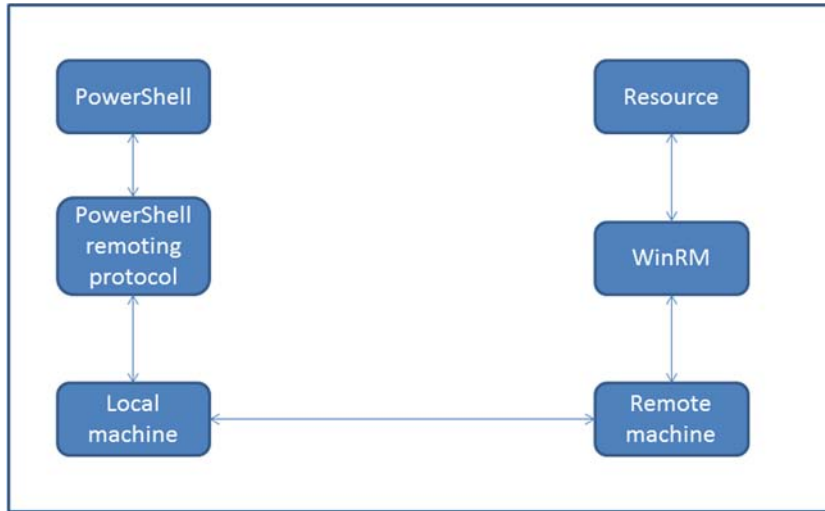 PowerShell
Resource
PowerShell
remoting
protocol
WinRM
Local
machine
Remote
machine